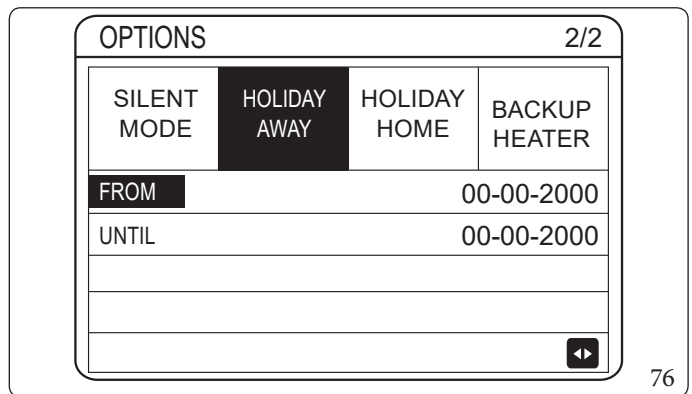 OPTIONS 2/2
SILENT MODE HOLIDAY AWAY HOLIDAY HOME BACKUP HEATER
FROM 00-00-2000
UNTIL 00-00-2000
76